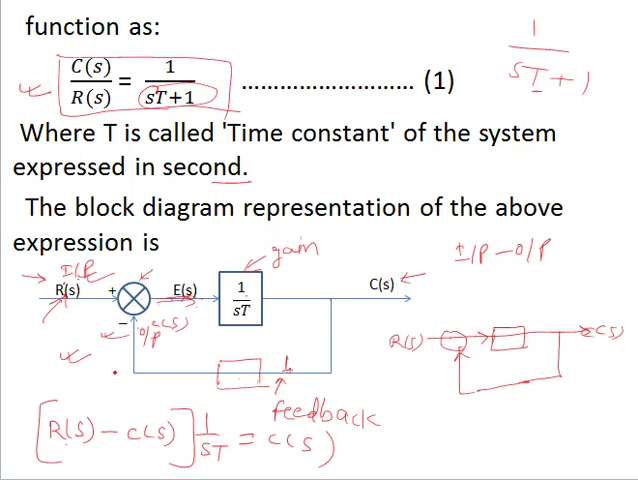 function as:
C(s)/R(s) = 1/(sT+1) ............................ (1)
1/(sT+1)
Where T is called 'Time constant' of the system
expressed in second.
The block diagram representation of the above
expression is
gain
I/P - O/P
I/P
R(s) + E(s) 1/sT C(s)
− O/P C(s)
R(s) C(s)
1
feedback
[R(s) - C(s)] 1/sT = C(s)